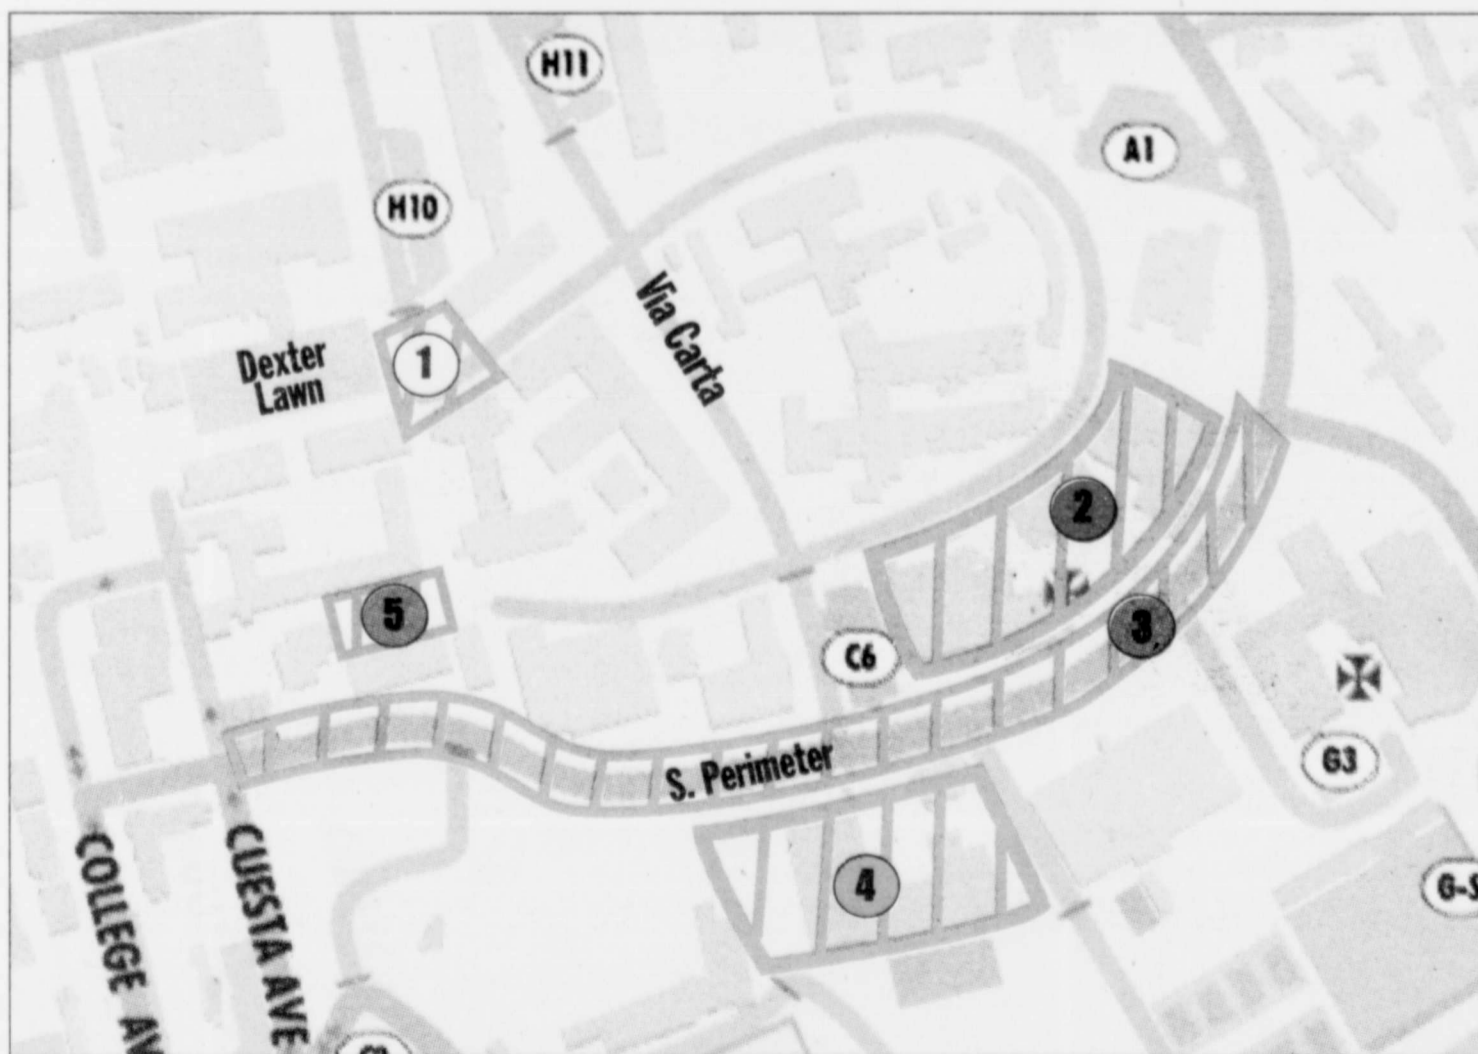 H11
A1
H10
Via Carta
Dexter
Lawn
1
2
5
3
C6
S. Perimeter
G3
4
COLLEGE AV
CUESTA AVE
G-S